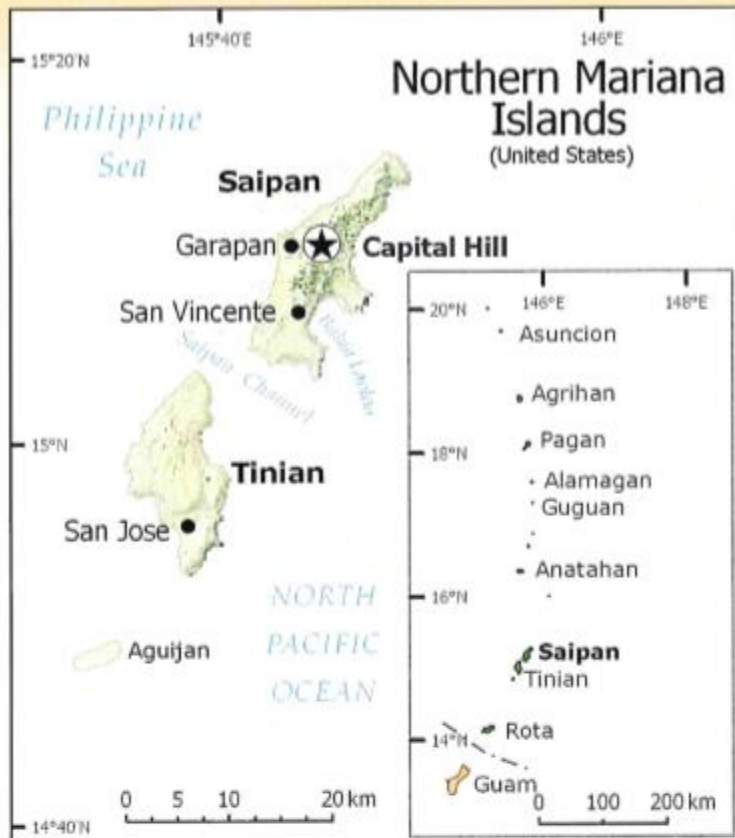 145°40'E
146°E
15°20'N
Northern Mariana
Islands
(United States)
Philippine
Sea
Saipan
Garapan
Capital Hill
San Vincente
Saipan Channel
146°E
148°E
20°N
Asuncion
Agrihan
Pagan
18°N
Alamagan
Guguan
Anatahan
16°N
Saipan
Tinian
Rota
14°N
Guam
0 100 200 km
15°N
Tinian
San Jose
NORTH
PACIFIC
OCEAN
Aguijan
0 6 10 20 km
14°40'N